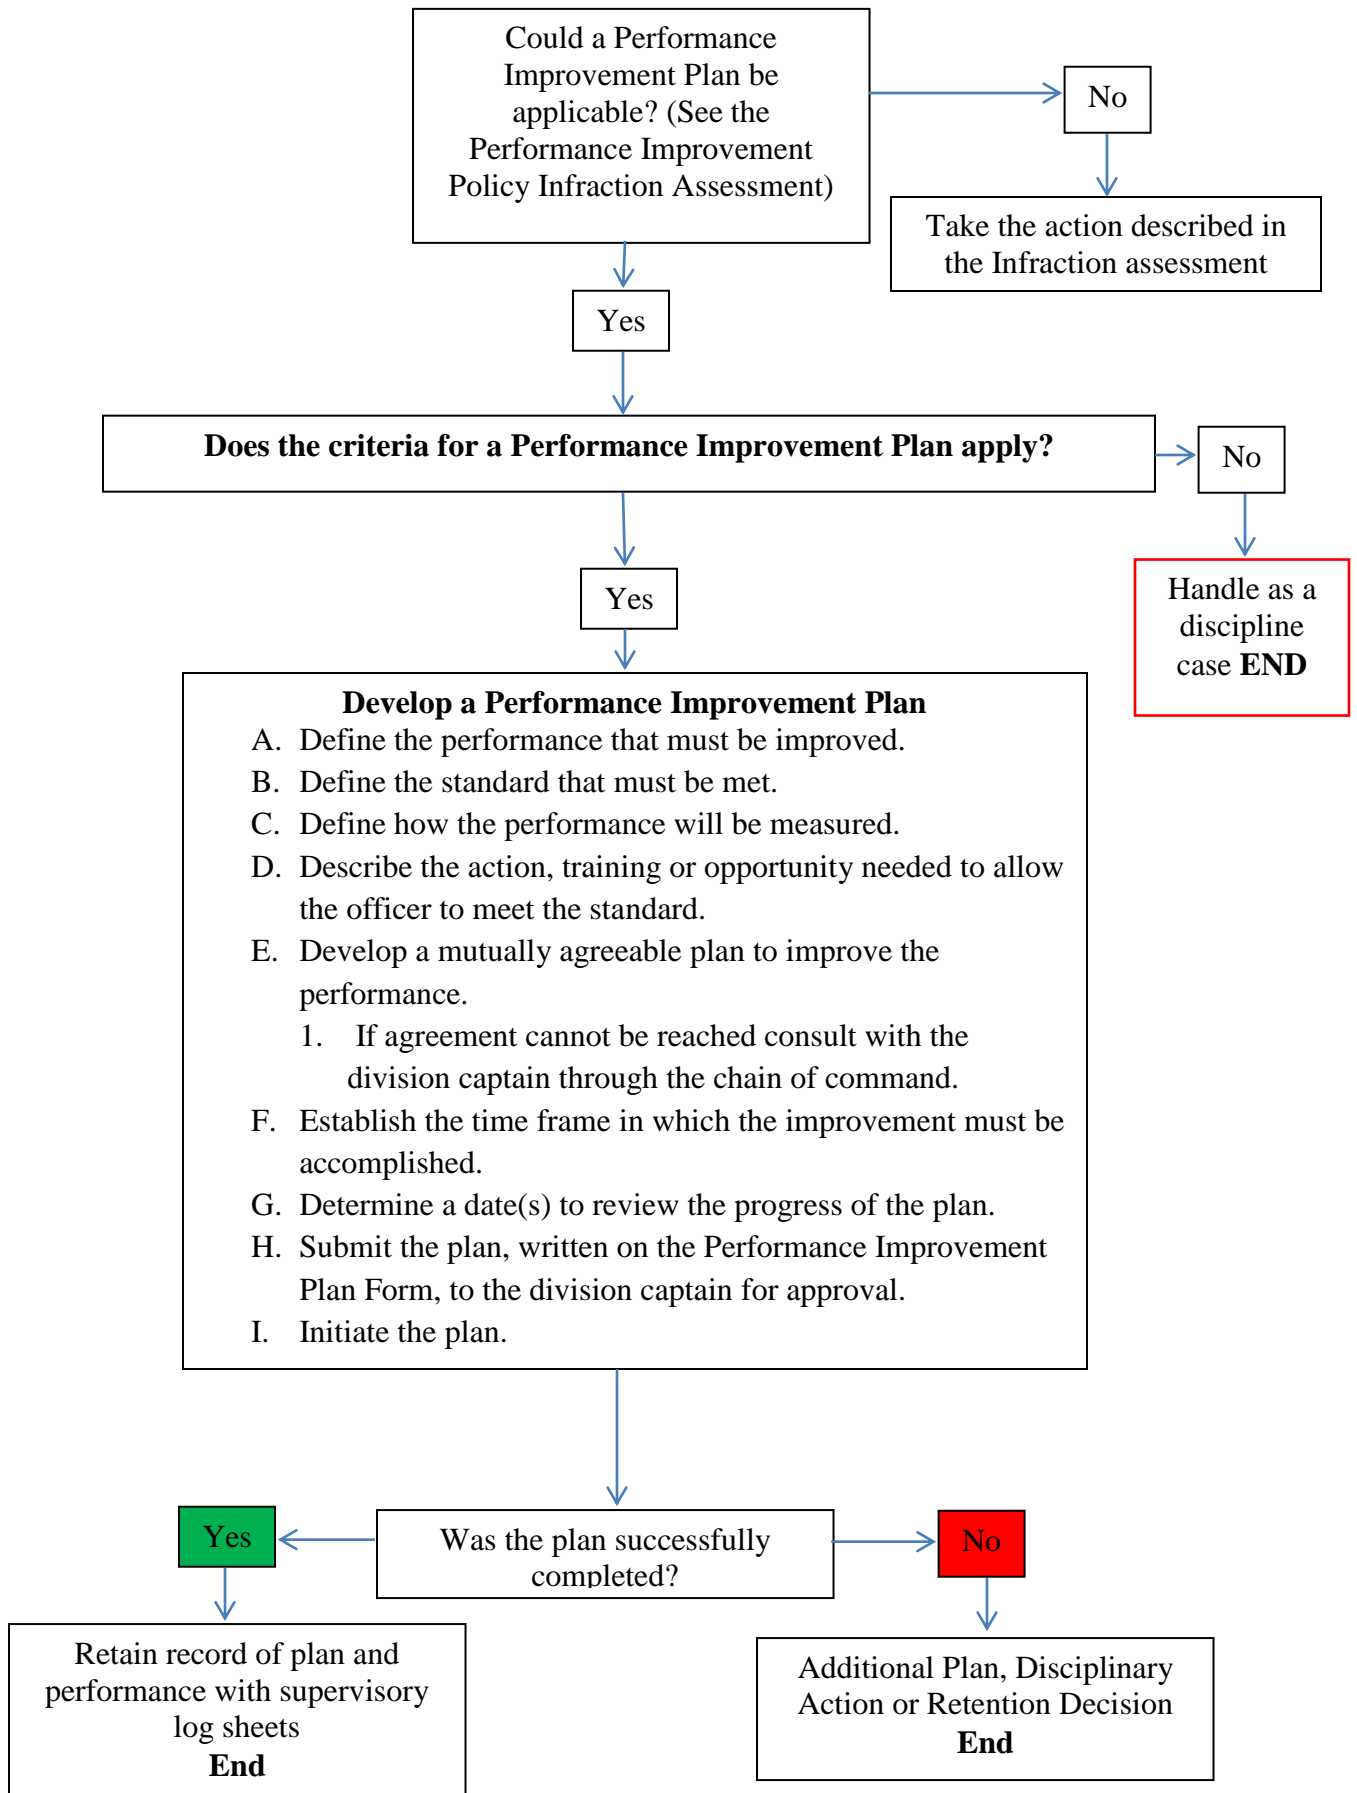 Could a Performance
Improvement Plan be
applicable? (See the
Performance Improvement
Policy Infraction Assessment)
No
Take the action described in
the Infraction assessment
Yes
Does the criteria for a Performance Improvement Plan apply?
No
Handle as a
discipline
case END
Yes
Develop a Performance Improvement Plan
A. Define the performance that must be improved.
B. Define the standard that must be met.
C. Define how the performance will be measured.
D. Describe the action, training or opportunity needed to allow
the officer to meet the standard.
E. Develop a mutually agreeable plan to improve the
performance.
1. If agreement cannot be reached consult with the
division captain through the chain of command.
F. Establish the time frame in which the improvement must be
accomplished.
G. Determine a date(s) to review the progress of the plan.
H. Submit the plan, written on the Performance Improvement
Plan Form, to the division captain for approval.
I. Initiate the plan.
Was the plan successfully
completed?
Yes
No
Retain record of plan and
performance with supervisory
log sheets
End
Additional Plan, Disciplinary
Action or Retention Decision
End